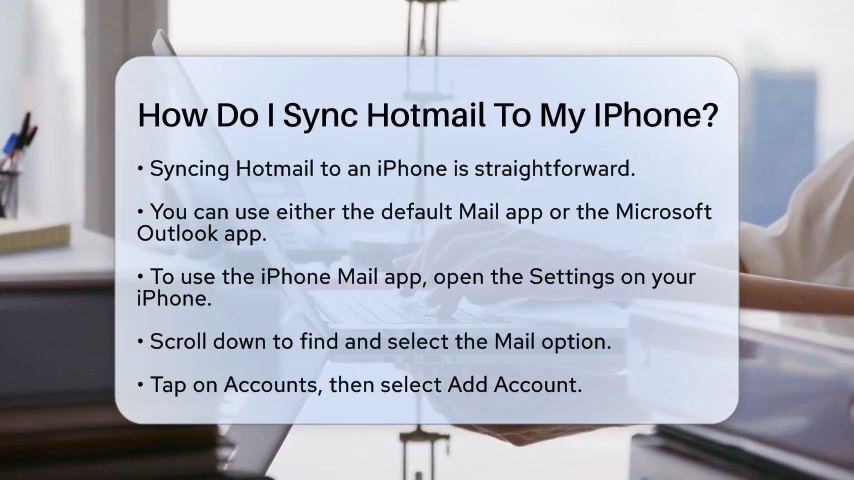 How Do I Sync Hotmail To My IPhone?
• Syncing Hotmail to an iPhone is straightforward.
• You can use either the default Mail app or the Microsoft
Outlook app.
• To use the iPhone Mail app, open the Settings on your
iPhone.
• Scroll down to find and select the Mail option.
• Tap on Accounts, then select Add Account.